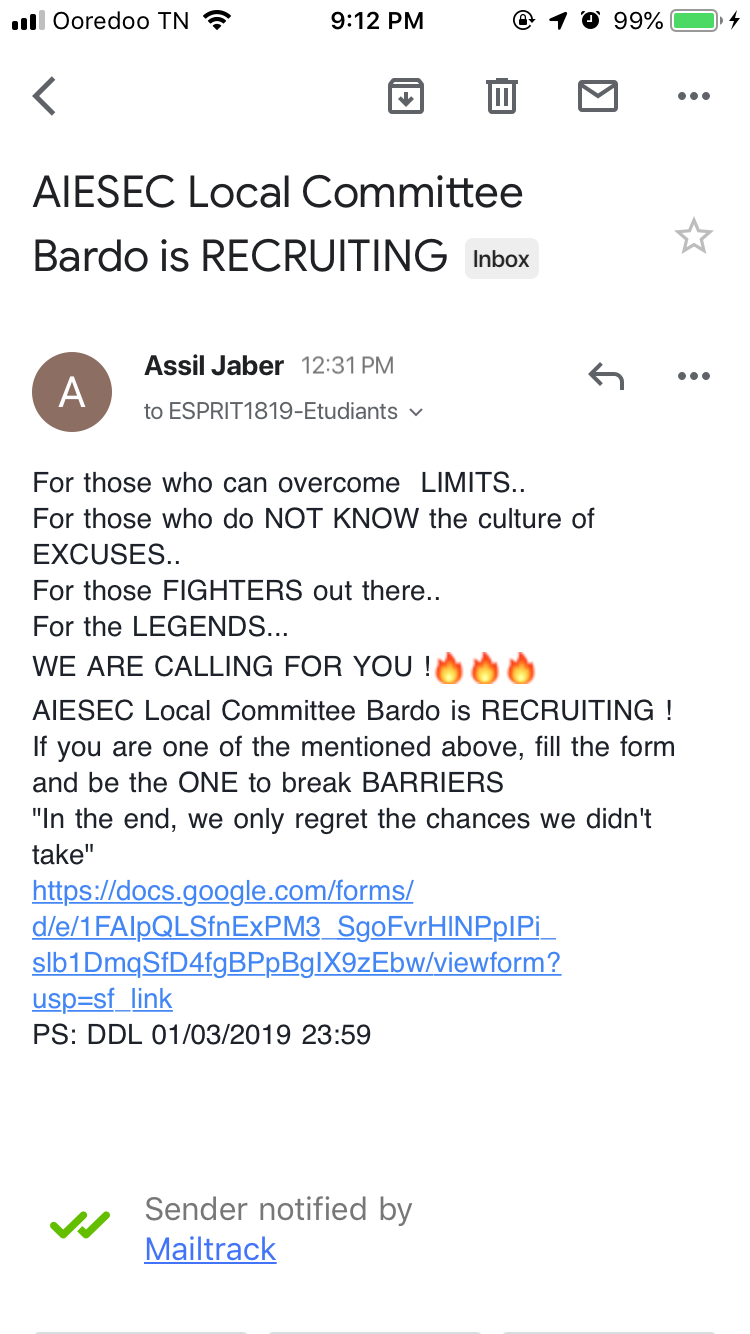 Ooredoo TN
9:12 PM
99%
AIESEC Local Committee
Bardo is RECRUITING Inbox
A
Assil Jaber 12:31 PM
to ESPRIT1819-Etudiants
For those who can overcome  LIMITS..
For those who do NOT KNOW the culture of
EXCUSES..
For those FIGHTERS out there..
For the LEGENDS...
WE ARE CALLING FOR YOU !🔥🔥🔥
AIESEC Local Committee Bardo is RECRUITING !
If you are one of the mentioned above, fill the form
and be the ONE to break BARRIERS
"In the end, we only regret the chances we didn't
take"
https://docs.google.com/forms/
d/e/1FAIpQLSfnExPM3_SgoFvrHlNPpIPi_
slb1DmqSfD4fgBPpBgIX9zEbw/viewform?
usp=sf_link
PS: DDL 01/03/2019 23:59
Sender notified by
Mailtrack